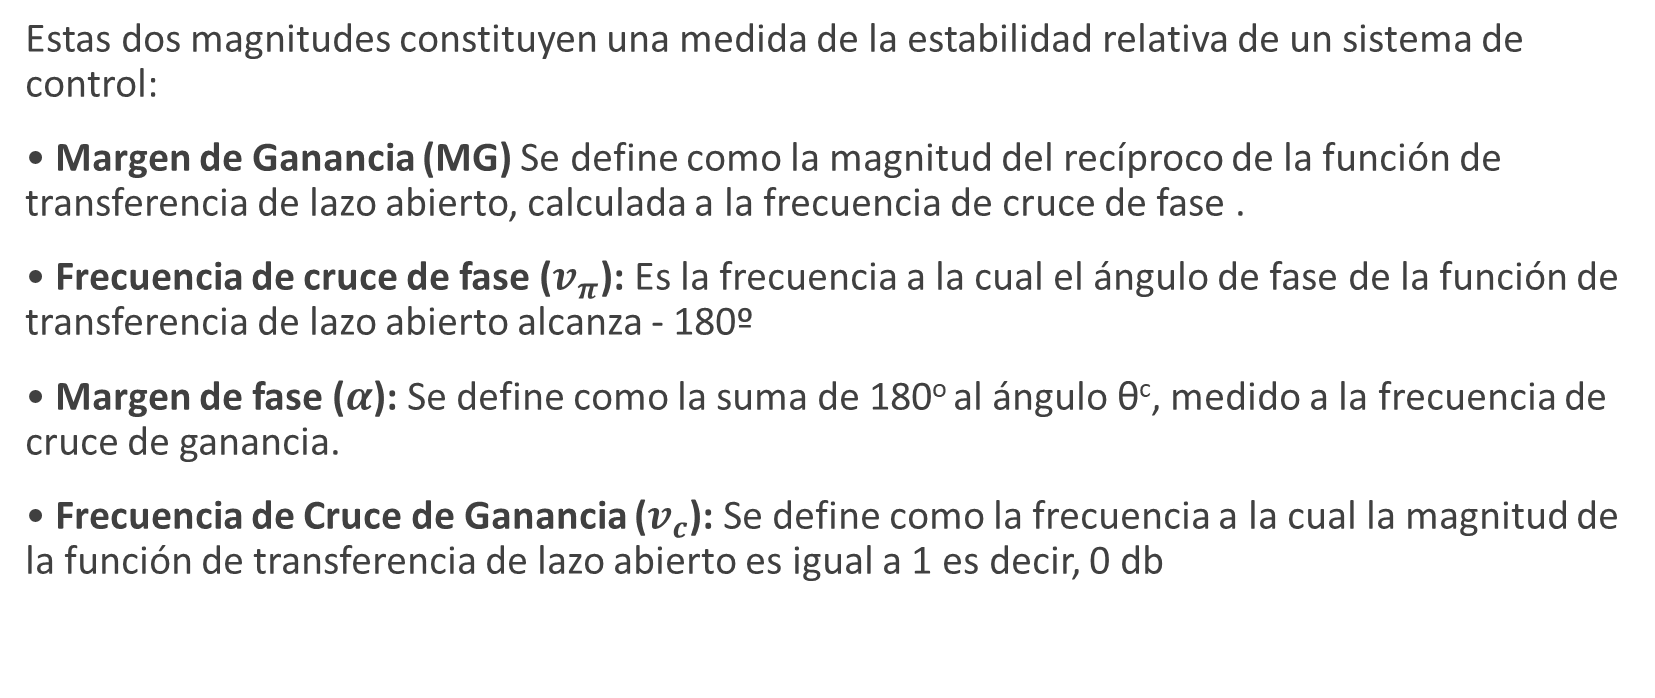 Estas dos magnitudes constituyen una medida de la estabilidad relativa de un sistema de
control:
• Margen de Ganancia (MG) Se define como la magnitud del recíproco de la función de
transferencia de lazo abierto, calculada a la frecuencia de cruce de fase .
• Frecuencia de cruce de fase (𝒗𝝅): Es la frecuencia a la cual el ángulo de fase de la función de
transferencia de lazo abierto alcanza - 180º
• Margen de fase (𝜶): Se define como la suma de 180º al ángulo θᶜ, medido a la frecuencia de
cruce de ganancia.
• Frecuencia de Cruce de Ganancia (𝒗𝒄): Se define como la frecuencia a la cual la magnitud de
la función de transferencia de lazo abierto es igual a 1 es decir, 0 db